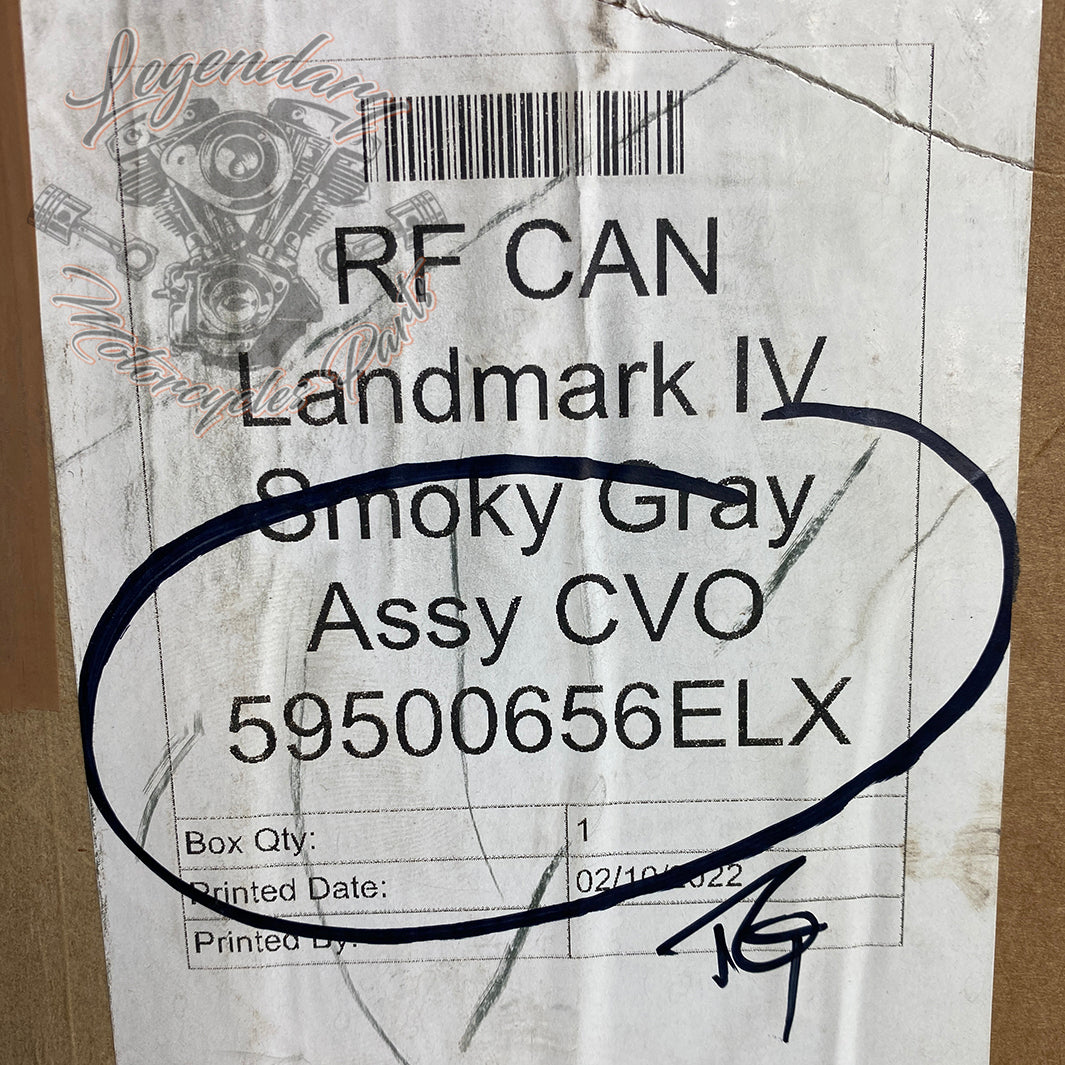 Legendary
Motorcycles Parts
RF CAN
Landmark IV
Smoky Gray
Assy CVO
59500656ELX
Box Qty: 1
Printed Date: 02/10/2022
Printed By: